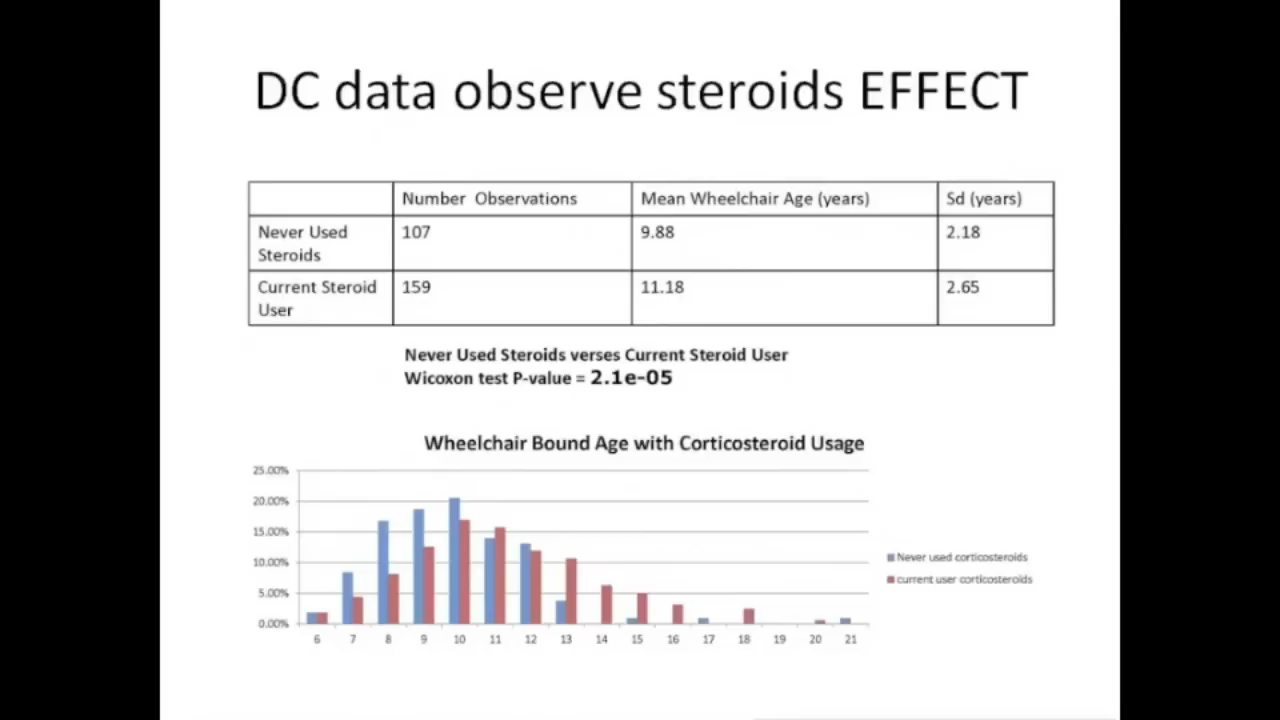 DC data observe steroids EFFECT
Number Observations
Mean Wheelchair Age (years)
Sd (years)
Never Used
Steroids
107
9.88
2.18
Current Steroid
User
159
11.18
2.65
Never Used Steroids verses Current Steroid User
Wicoxon test P-value = 2.1e-05
Wheelchair Bound Age with Corticosteroid Usage
25.00%
20.00%
15.00%
10.00%
5.00%
0.00%
6 7 8 9 10 11 12 13 14 15 16 17 18 19 20 21
Never used corticosteroids
current user corticosteroids